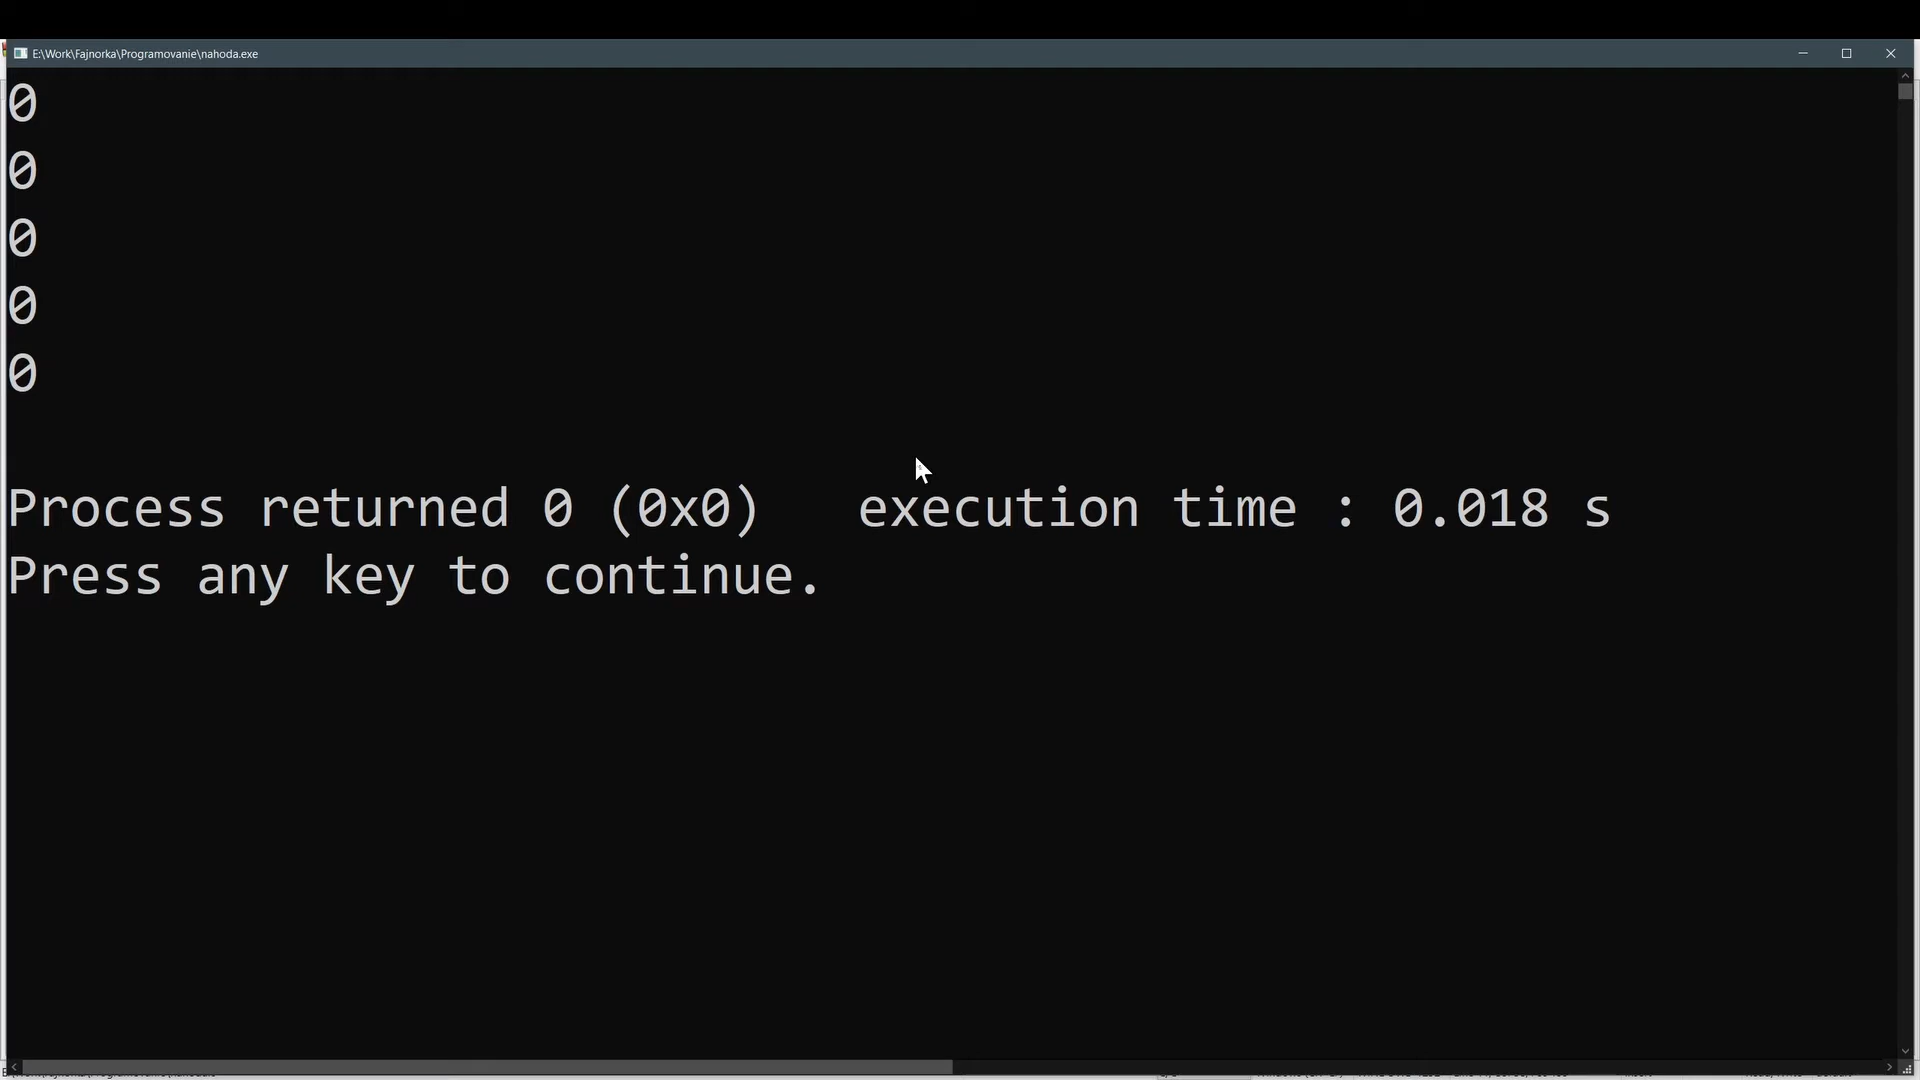 E:\Work\Fajnorka\Programovanie\nahoda.exe
0
0
0
0
0
Process returned 0 (0x0)   execution time : 0.018 s
Press any key to continue.